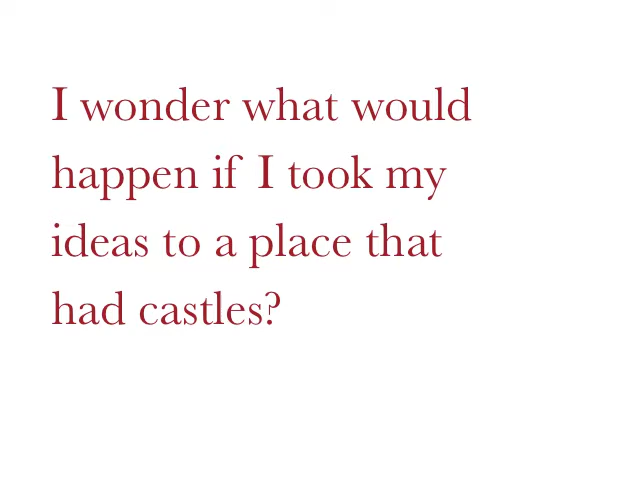 I wonder what would
happen if I took my
ideas to a place that
had castles?